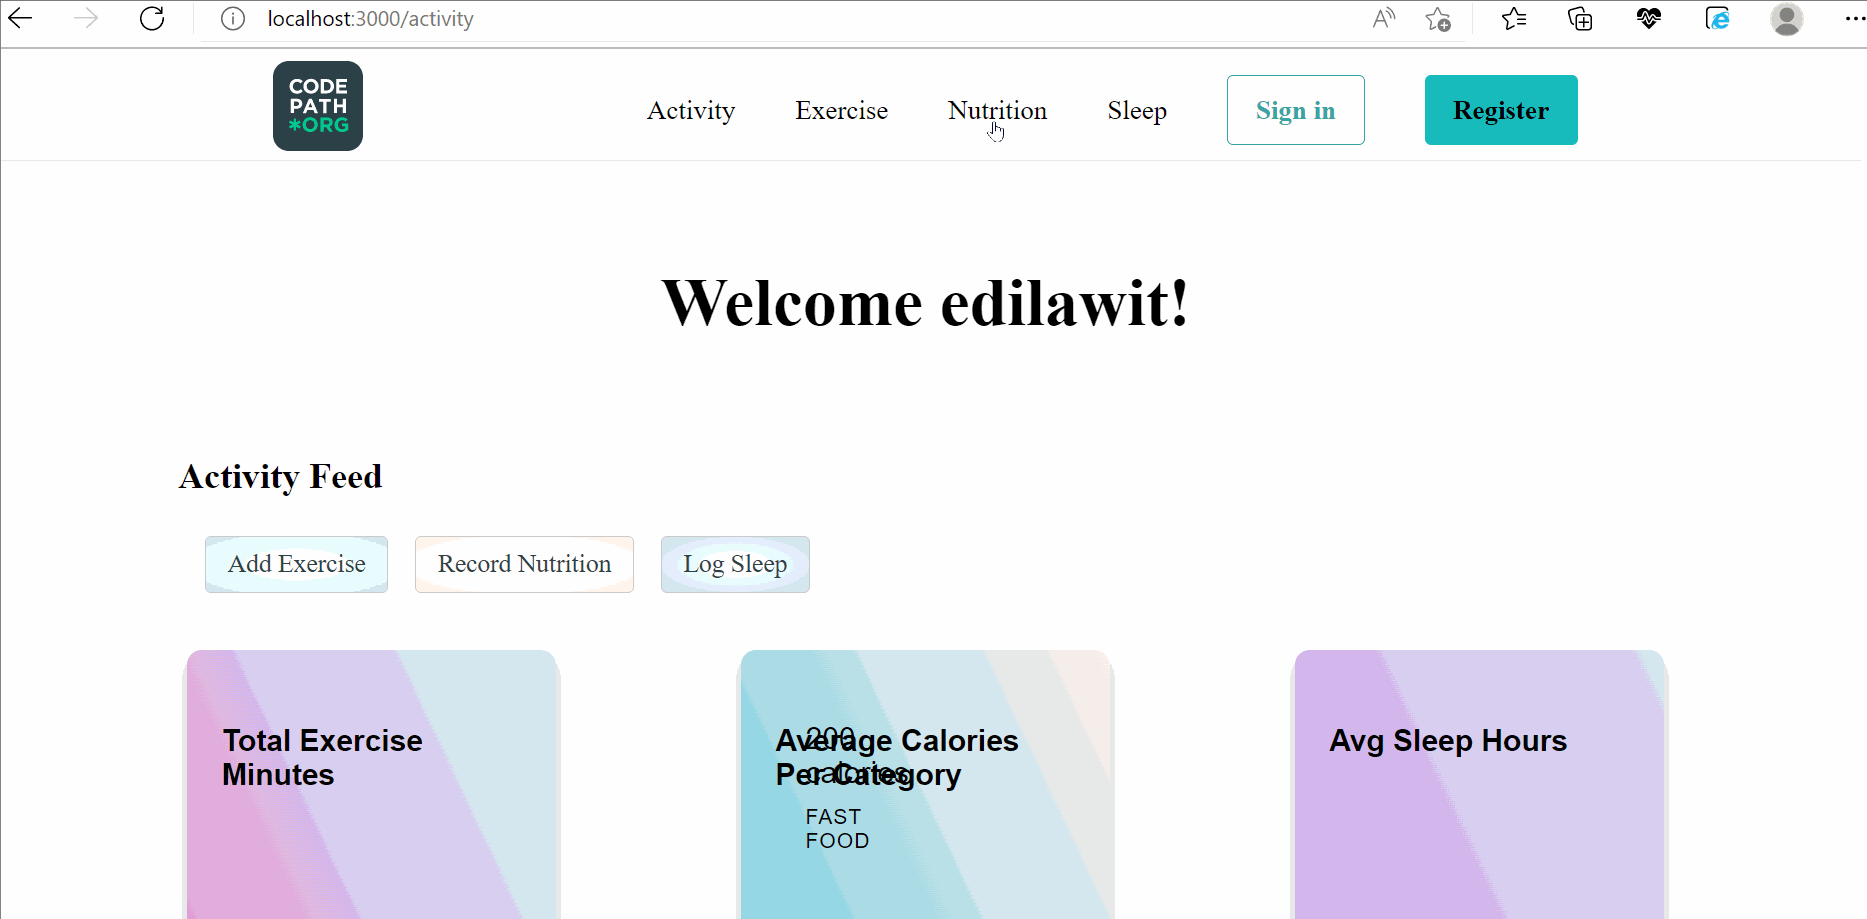 localhost:3000/activity
CODE
PATH
*ORG
Activity Exercise Nutrition Sleep Sign in Register
Welcome edilawit!
Activity Feed
Add Exercise Record Nutrition Log Sleep
Total Exercise
Minutes
Average Calories
Per Category
200
calories
FAST
FOOD
Avg Sleep Hours